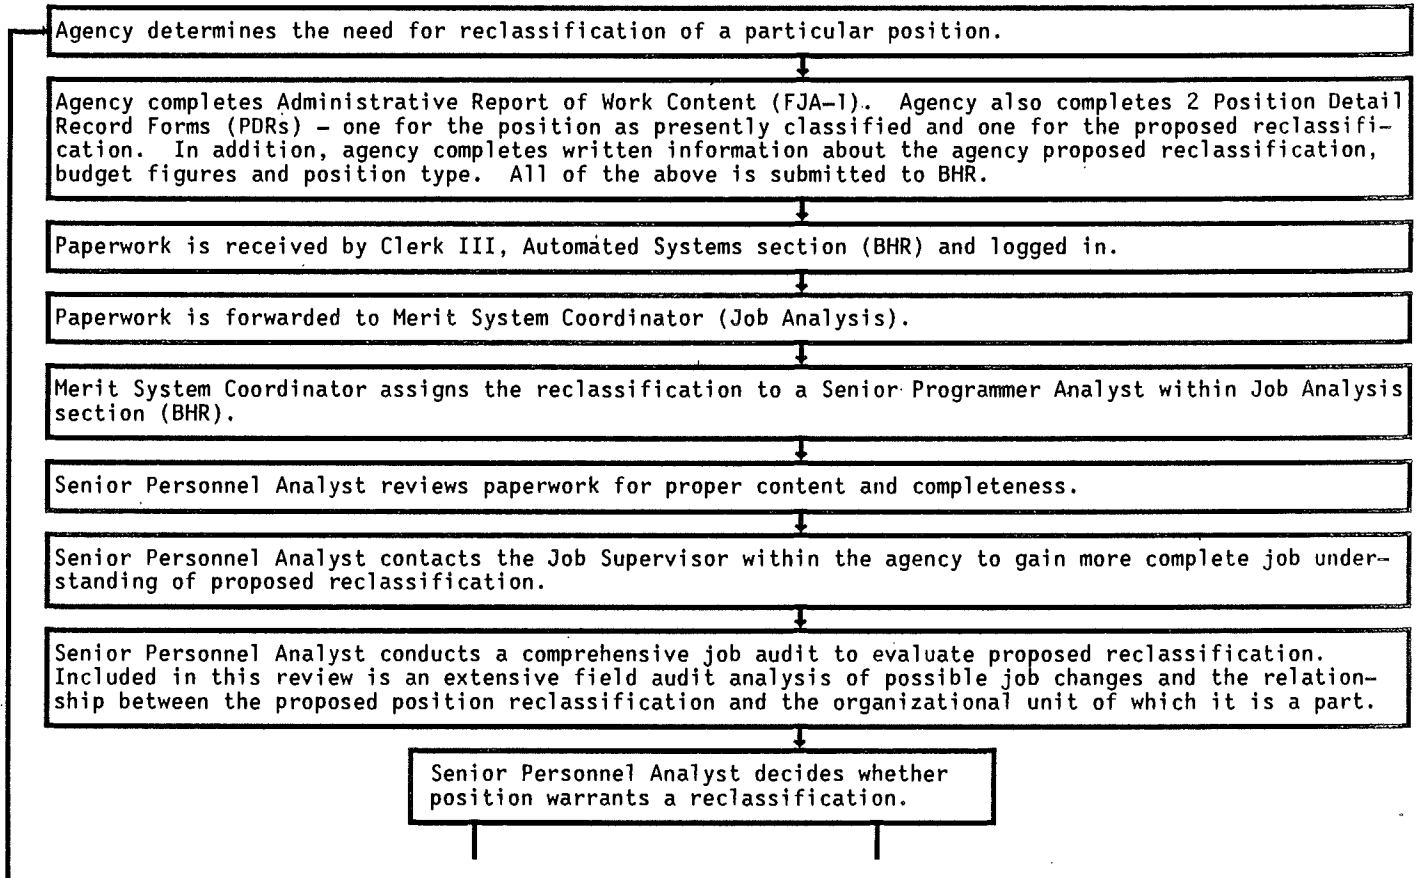 Agency determines the need for reclassification of a particular position.
Agency completes Administrative Report of Work Content (FJA-1). Agency also completes 2 Position Detail
Record Forms (PDRs) - one for the position as presently classified and one for the proposed reclassifi-
cation. In addition, agency completes written information about the agency proposed reclassification,
budget figures and position type. All of the above is submitted to BHR.
Paperwork is received by Clerk III, Automated Systems section (BHR) and logged in.
Paperwork is forwarded to Merit System Coordinator (Job Analysis).
Merit System Coordinator assigns the reclassification to a Senior Programmer Analyst within Job Analysis
section (BHR).
Senior Personnel Analyst reviews paperwork for proper content and completeness.
Senior Personnel Analyst contacts the Job Supervisor within the agency to gain more complete job under-
standing of proposed reclassification.
Senior Personnel Analyst conducts a comprehensive job audit to evaluate proposed reclassification.
Included in this review is an extensive field audit analysis of possible job changes and the relation-
ship between the proposed position reclassification and the organizational unit of which it is a part.
Senior Personnel Analyst decides whether
position warrants a reclassification.